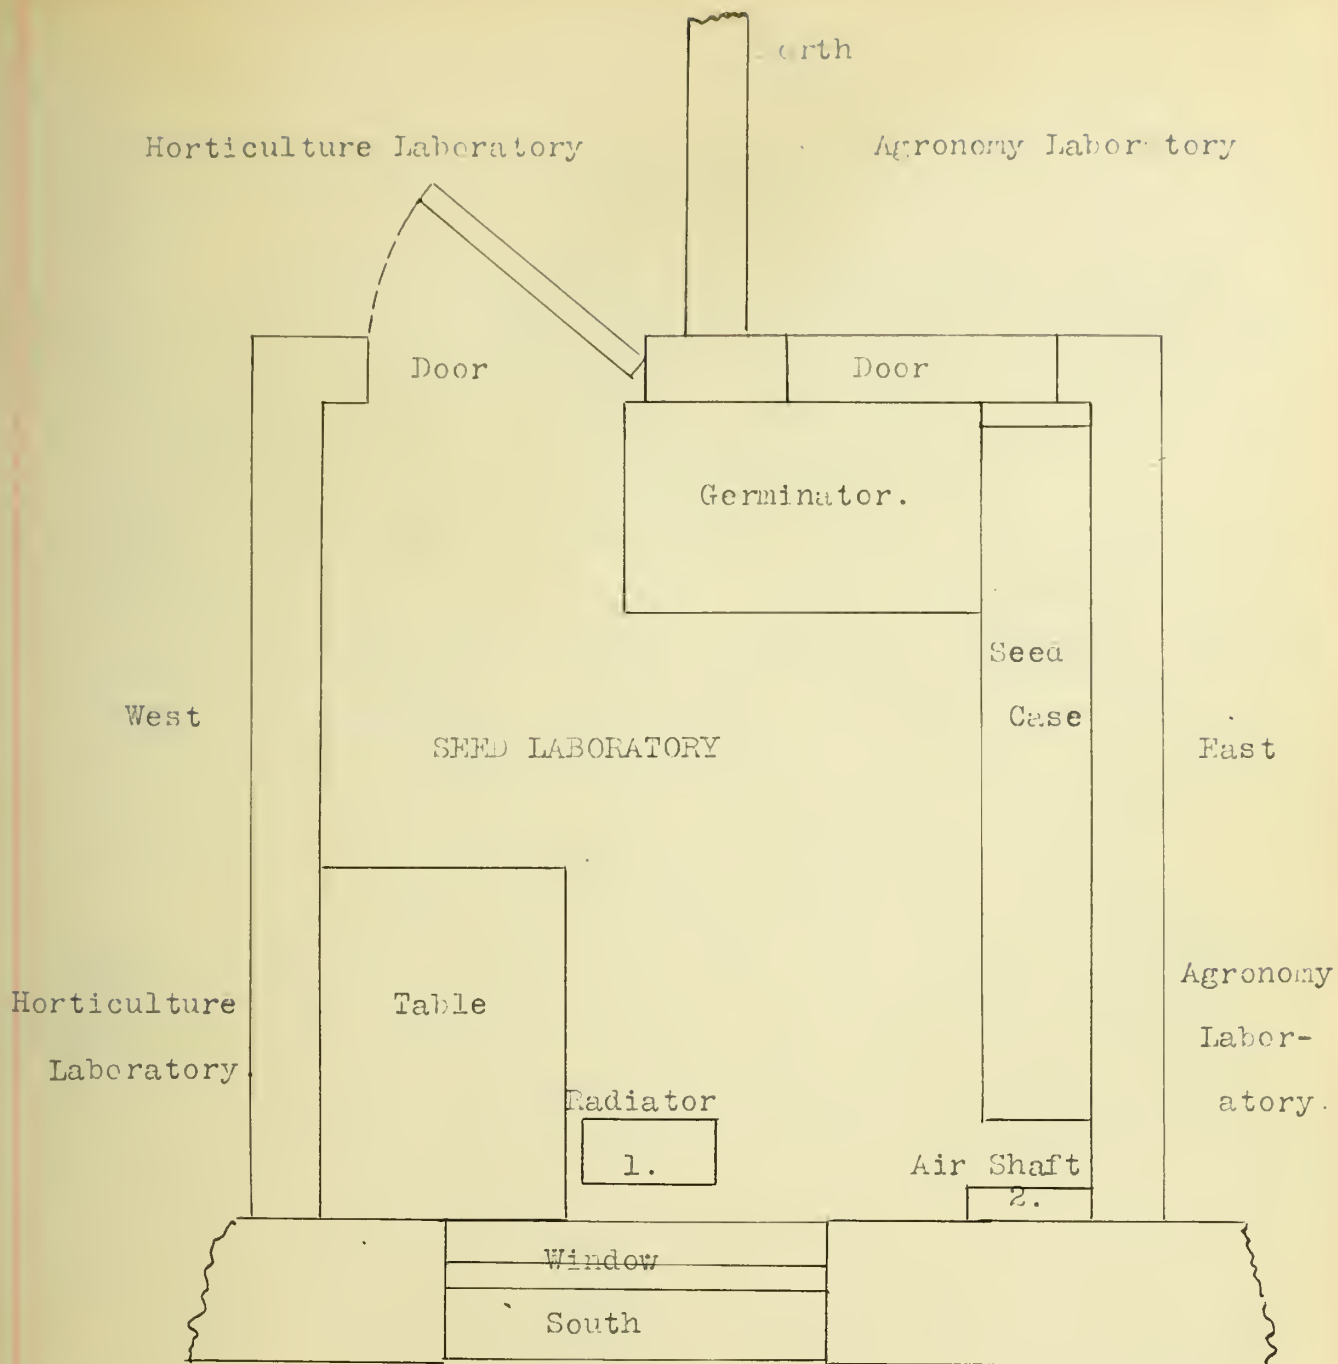 orth
Horticulture Laboratory
Agronomy Labor tory
Door
Door
Germinator.
Seed
Case
West
SEED LABORATORY
East
Horticulture
Laboratory
Table
Agronomy
Labor-
atory.
Radiator
1.
Air Shaft
2.
Window
South